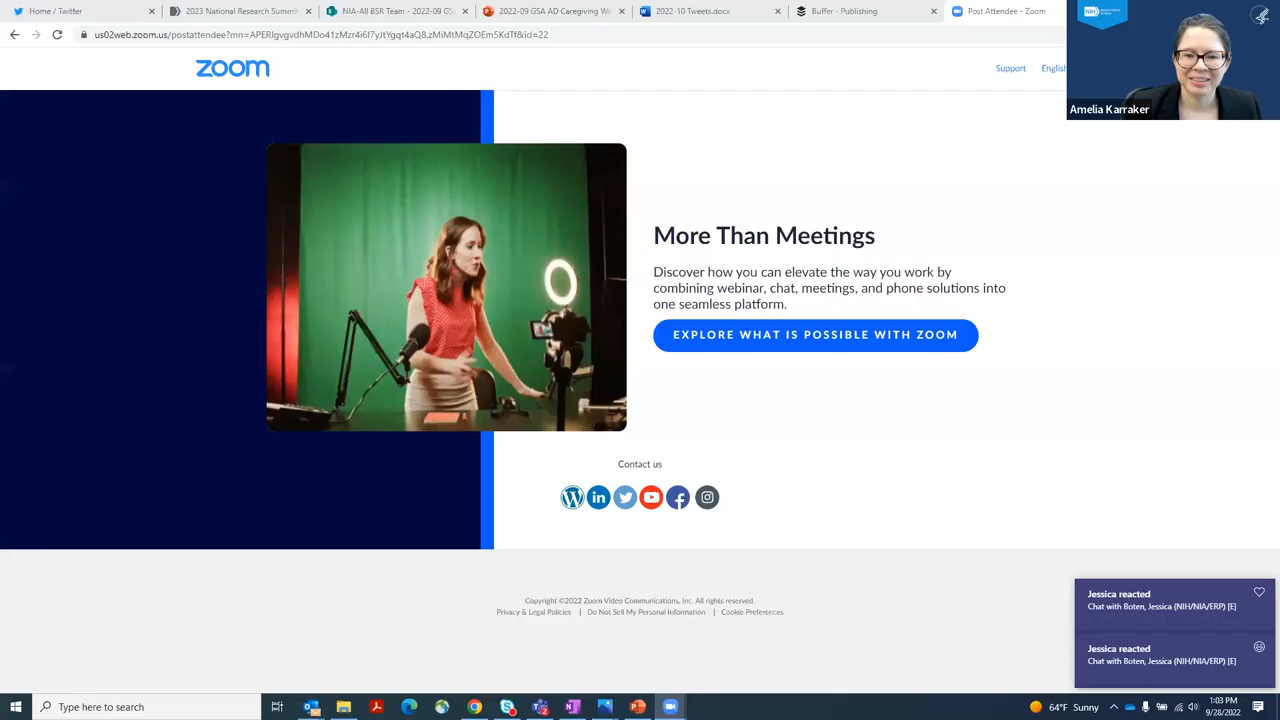 Home / Twitter
2023 National Research Summit
NIA-All BSR Team - 2022-09 GSA
2022-09 GSA AD Caregiving We
2022-10 Tweets.docx
Buffer - Publishing
Post Attendee - Zoom
NIH
zoom
Support
English
Amelia Karraker
More Than Meetings
Discover how you can elevate the way you work by
combining webinar, chat, meetings, and phone solutions into
one seamless platform.
EXPLORE WHAT IS POSSIBLE WITH ZOOM
Contact us
Copyright ©2022 Zoom Video Communications, Inc. All rights reserved.
Privacy & Legal Policies | Do Not Sell My Personal Information | Cookie Preferences
Jessica reacted
Chat with Boten, Jessica (NIH/NIA/ERP) [E]
Jessica reacted
Chat with Boten, Jessica (NIH/NIA/ERP) [E]
Type here to search
64°F Sunny
1:03 PM
9/28/2022